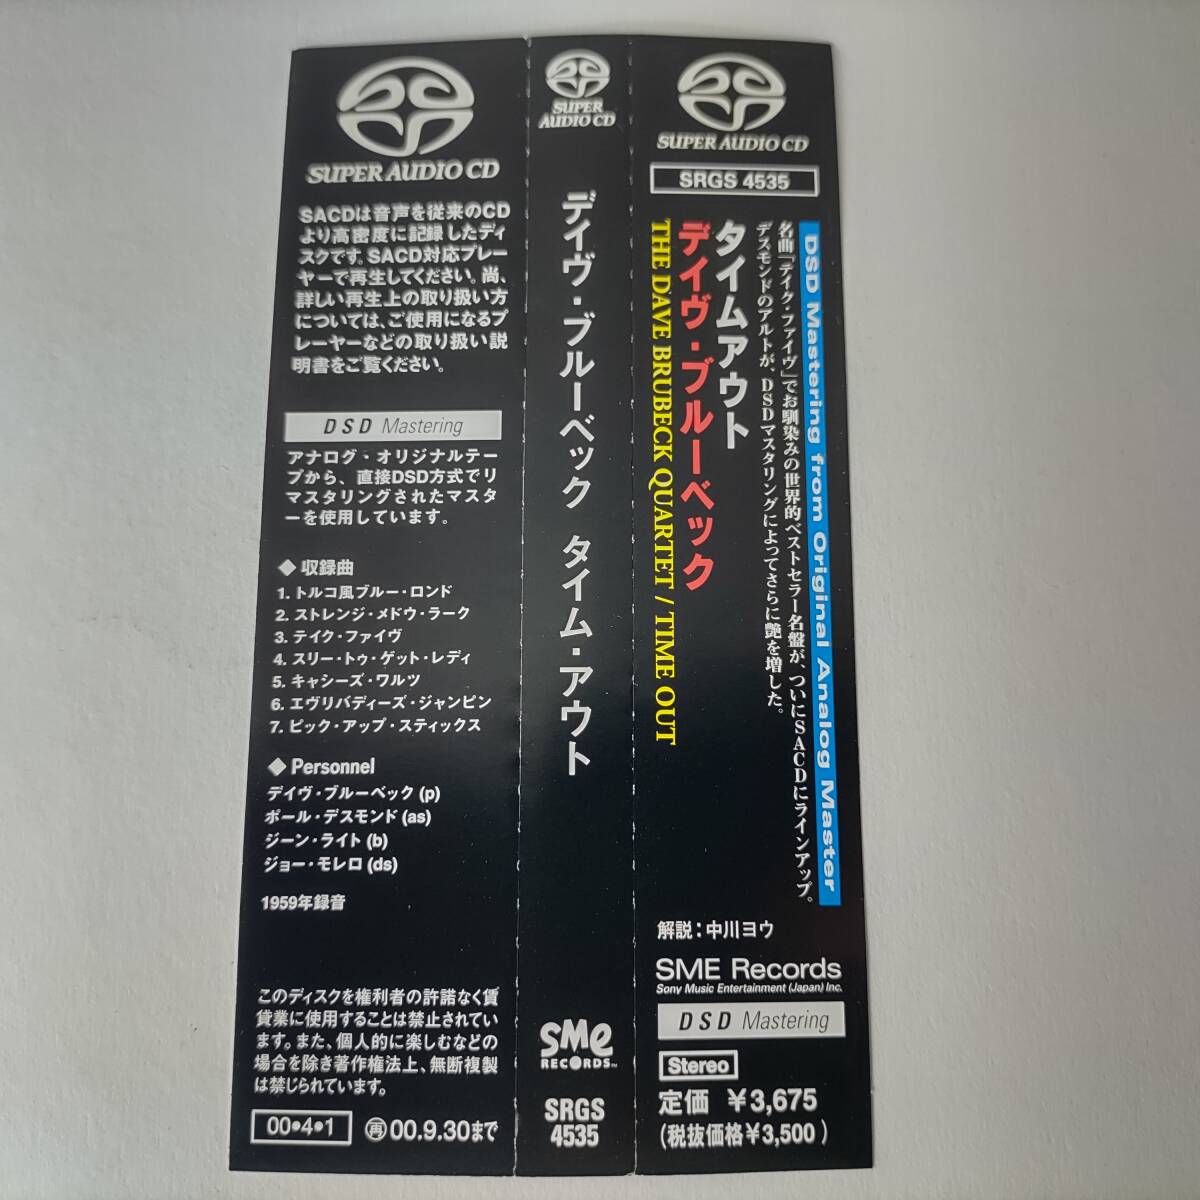 SUPER AUDIO CD
SACDは音声を従来のCD
より高密度に記録したディ
スクです。SACD対応プレー
ヤーで再生してください。尚、
詳しい再生上の取り扱い方
については、ご使用になるプ
レーヤーなどの取り扱い説
明書をご覧ください。
DSD Mastering
アナログ・オリジナルテー
プから、直接DSD方式でリ
マスタリングされたマスタ
ーを使用しています。
◆ 収録曲
1. トルコ風ブルー・ロンド
2. ストレンジ・メドウ・ラーク
3. テイク・ファイヴ
4. スリー・トゥ・ゲット・レディ
5. キャシーズ・ワルツ
6. エヴリバディーズ・ジャンピン
7. ピック・アップ・スティックス
◆ Personnel
デイヴ・ブルーベック (p)
ポール・デスモンド (as)
ジーン・ライト (b)
ジョー・モレロ (ds)
1959年録音
このディスクを権利者の許諾なく賃
貸業に使用することは禁止されてい
ます。また、個人的に楽しむなどの
場合を除き著作権法上、無断複製
は禁じられています。
00•4•1
再00.9.30まで
SUPER
AUDIO CD
デイヴ・ブルーベック タイム・アウト
SMe
RECORDS™
SRGS
4535
SUPER AUDIO CD
SRGS 4535
DSD Mastering from Original Analog Master
名曲「テイク・ファイヴ」でお馴染みの世界的ベストセラー名盤が、ついにSACDにラインアップ。
デスモンドのアルトが、DSDマスタリングによってさらに艶を増した。
タイムアウト
デイヴ・ブルーベック
THE DAVE BRUBECK QUARTET / TIME OUT
解説：中川ヨウ
SME Records
Sony Music Entertainment (Japan) Inc.
DSD Mastering
Stereo
定価 ￥3,675
(税抜価格￥3,500)